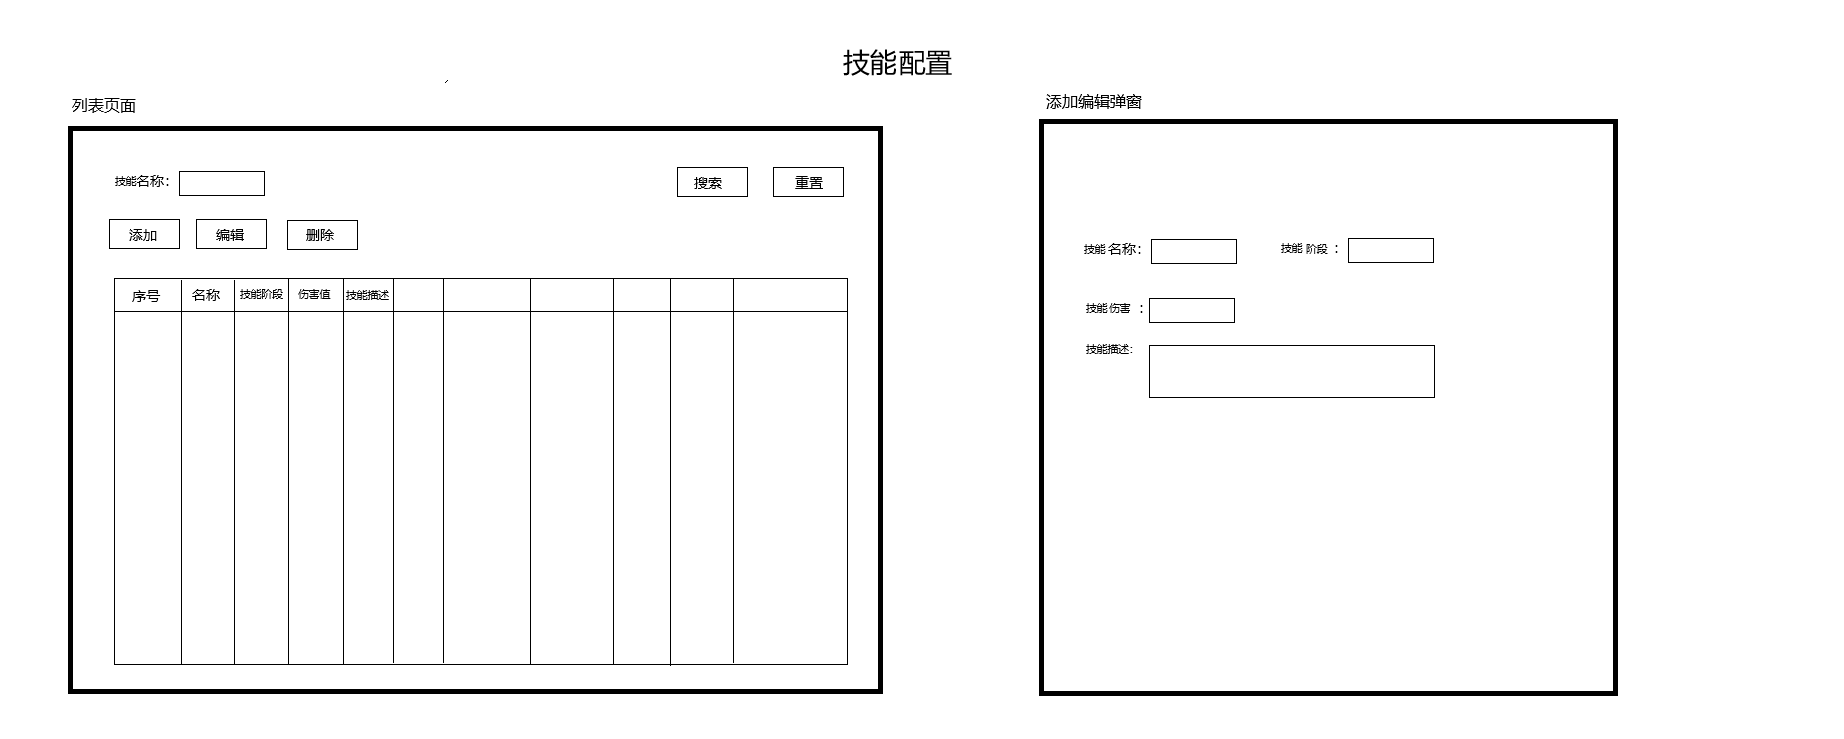 技能配置
列表页面
技能名称：
搜索
重置
添加
编辑
删除
序号
名称
技能阶段
伤害值
技能描述
添加编辑弹窗
技能 名称：
技能 阶段 ：
技能伤害 ：
技能描述：